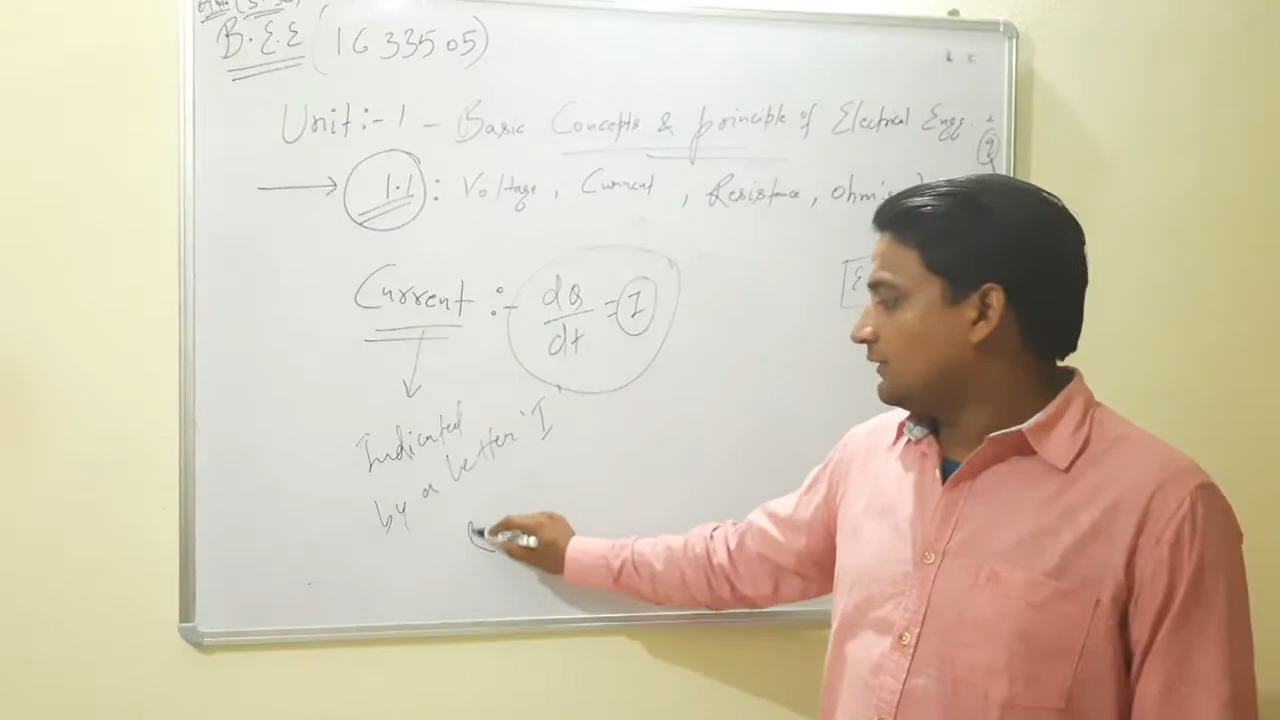 B.E.E (1633505)
Unit:- 1 - Basic Concepts & principle of Electrical Engg.
1.1 : Voltage, Current, Resistance, Ohm's
Current :- dQ/dt = I
Indicated
by a letter 'I'